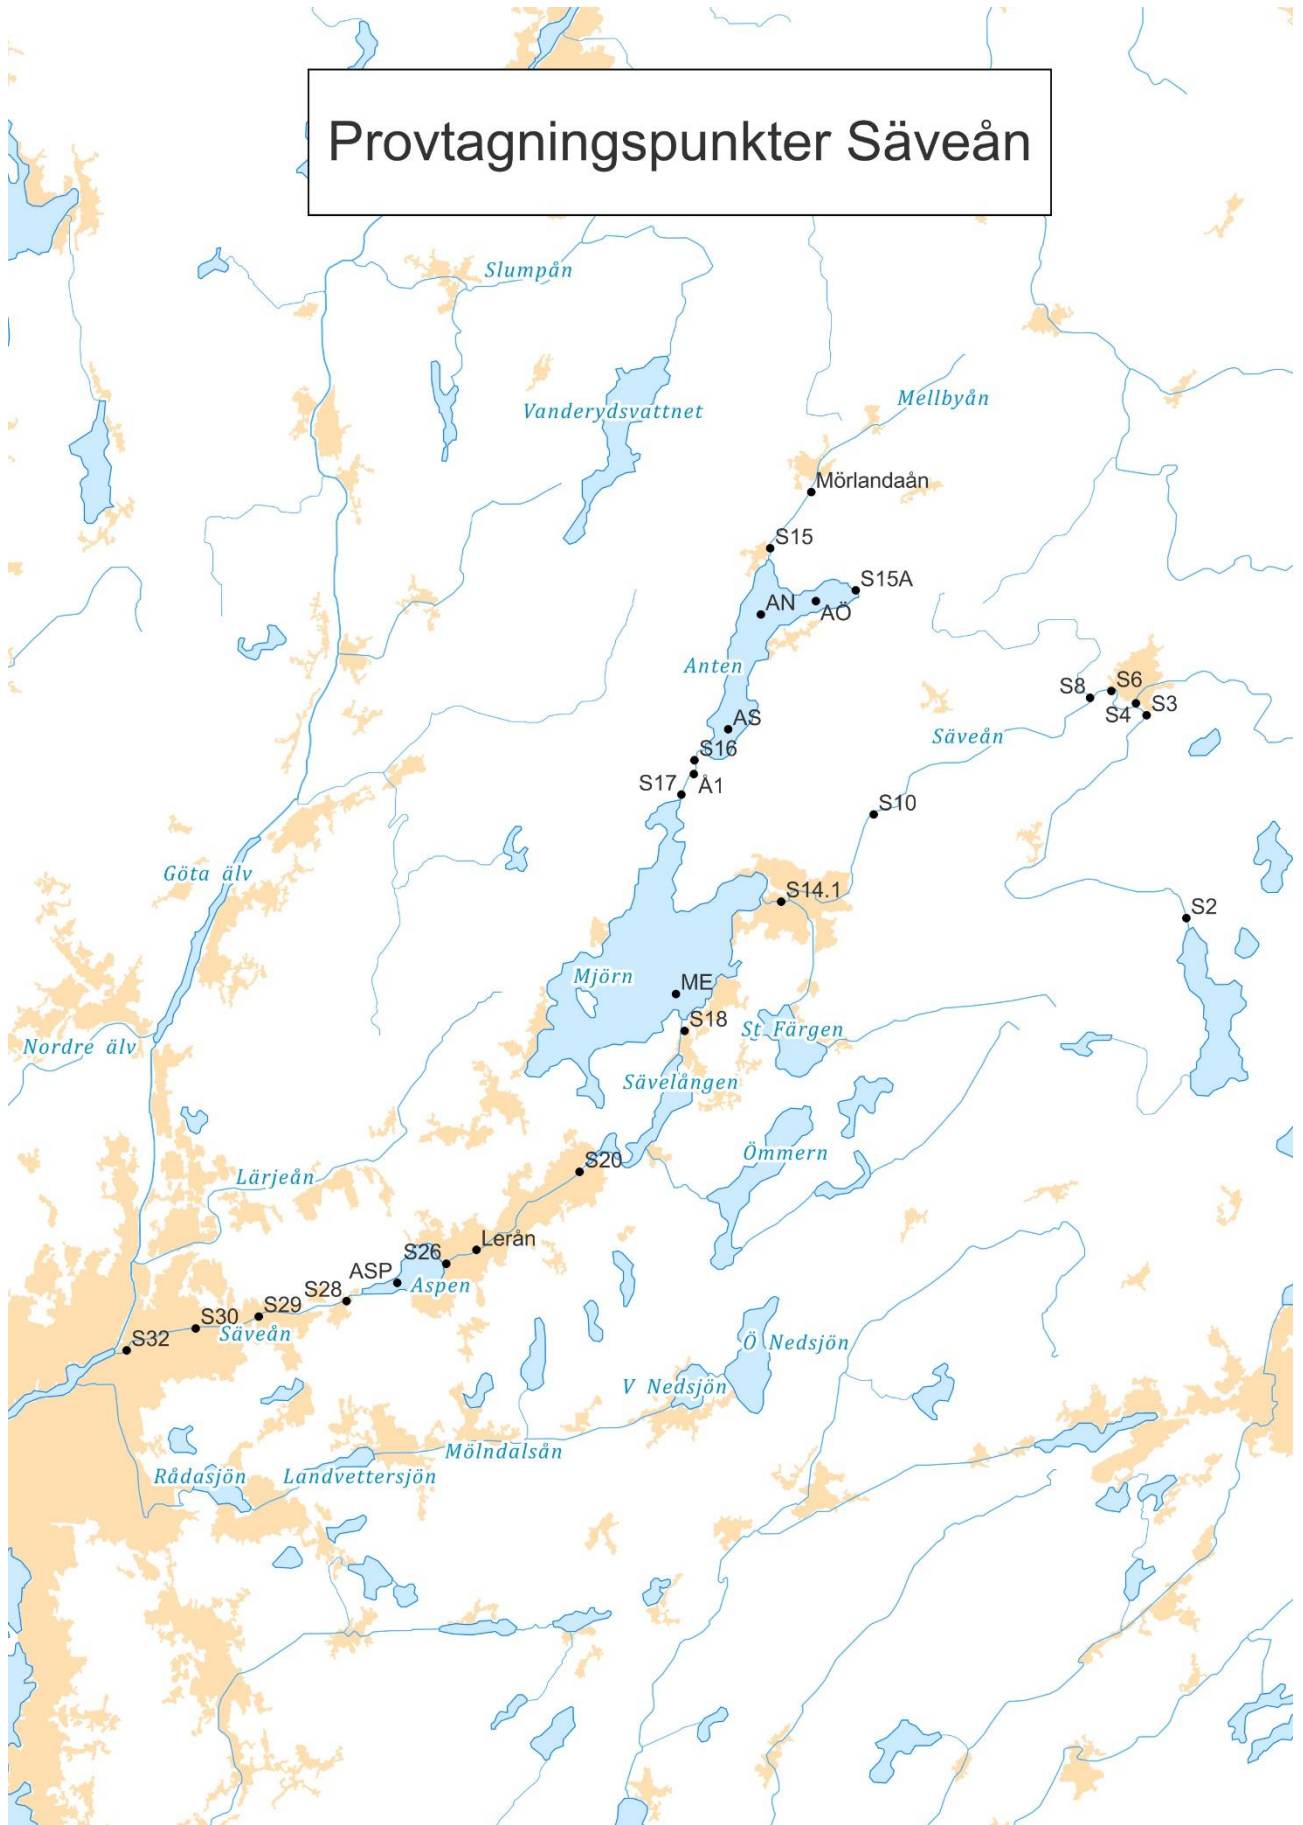 Provtagningspunkter Säveån
Slumpån
Vanderydsvattnet
Mellbyån
Mörlandaån
S15
S15A
AN
AÖ
Anten
S8
S6
S4
S3
AS
Säveån
S16
S17
Å1
S10
Göta älv
S14.1
S2
Mjörn
ME
S18
St Färgen
Nordre älv
Sävelången
Ömmern
S20
Lärjeån
Lerån
S26
ASP
Aspen
S28
S29
S30
Säveån
S32
Ö Nedsjön
V Nedsjön
Mölndalsån
Rådasjön
Landvettersjön